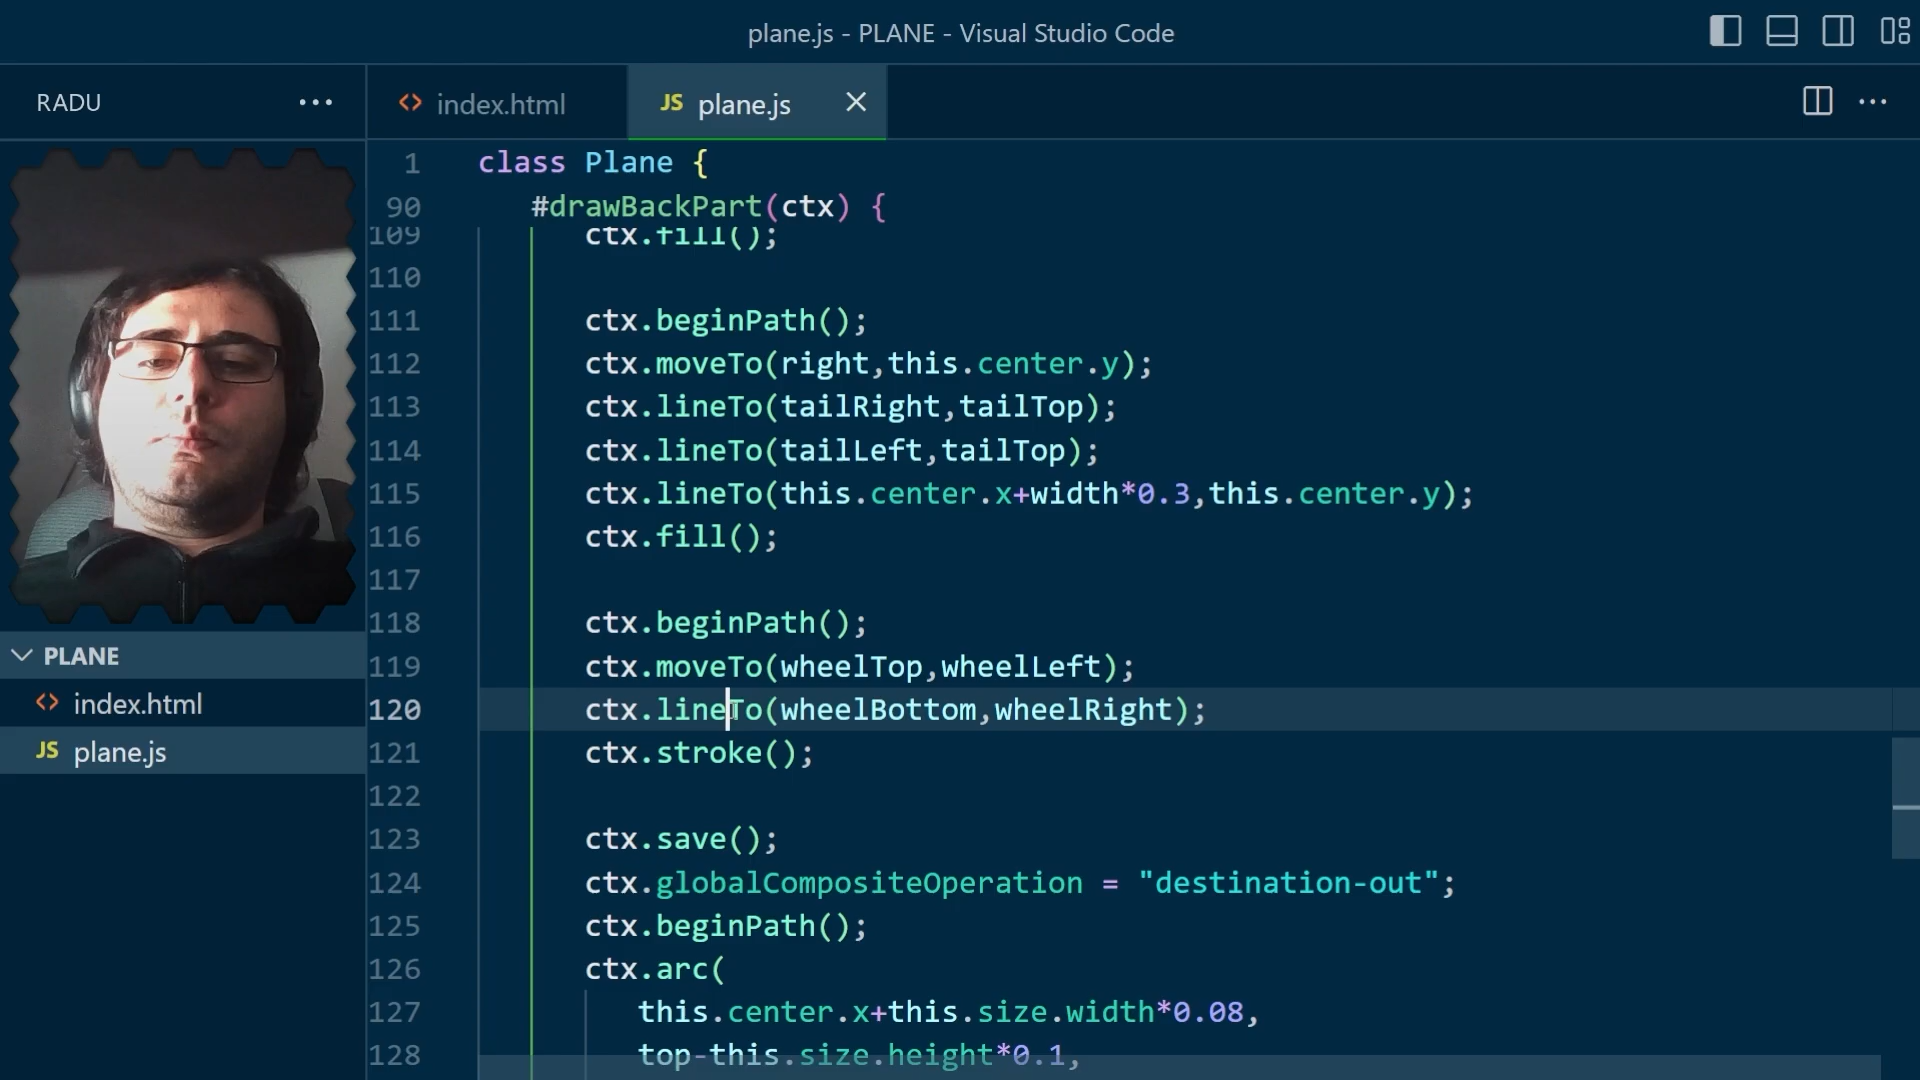 plane.js - PLANE - Visual Studio Code
RADU
index.html
JS plane.js
1 class Plane {
90 #drawBackPart(ctx) {
109 ctx.fill();
110
111 ctx.beginPath();
112 ctx.moveTo(right,this.center.y);
113 ctx.lineTo(tailRight,tailTop);
114 ctx.lineTo(tailLeft,tailTop);
115 ctx.lineTo(this.center.x+width*0.3,this.center.y);
116 ctx.fill();
117
118 ctx.beginPath();
119 ctx.moveTo(wheelTop,wheelLeft);
120 ctx.lineTo(wheelBottom,wheelRight);
121 ctx.stroke();
122
123 ctx.save();
124 ctx.globalCompositeOperation = "destination-out";
125 ctx.beginPath();
126 ctx.arc(
127 this.center.x+this.size.width*0.08,
128 top-this.size.height*0.1,
PLANE
index.html
JS plane.js